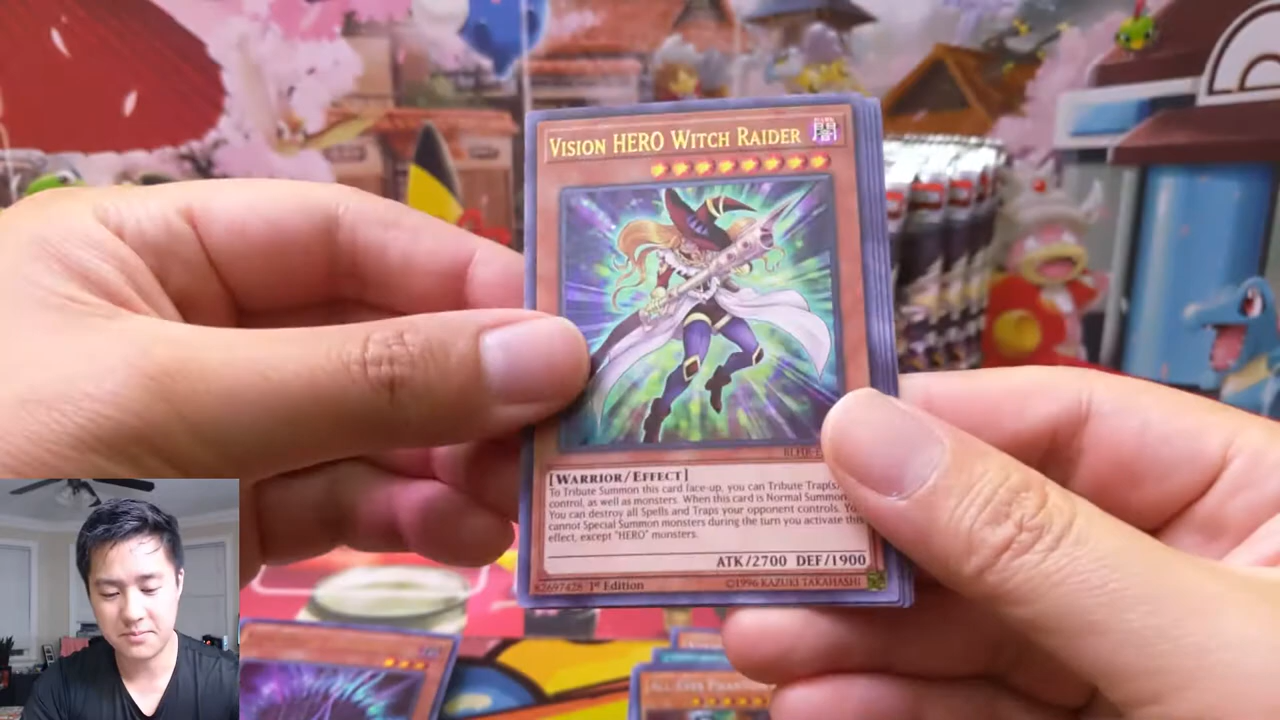 VISION HERO WITCH RAIDER
[WARRIOR/EFFECT]
To Tribute Summon this card face-up, you can Tribute Trap(s)
control, as well as monsters. When this card is Normal Summon
You can destroy all Spells and Traps your opponent controls. Yo
cannot Special Summon monsters during the turn you activate this
effect, except "HERO" monsters.
ATK/2700 DEF/1900
1st Edition
©1996 KAZUKI TAKAHASHI